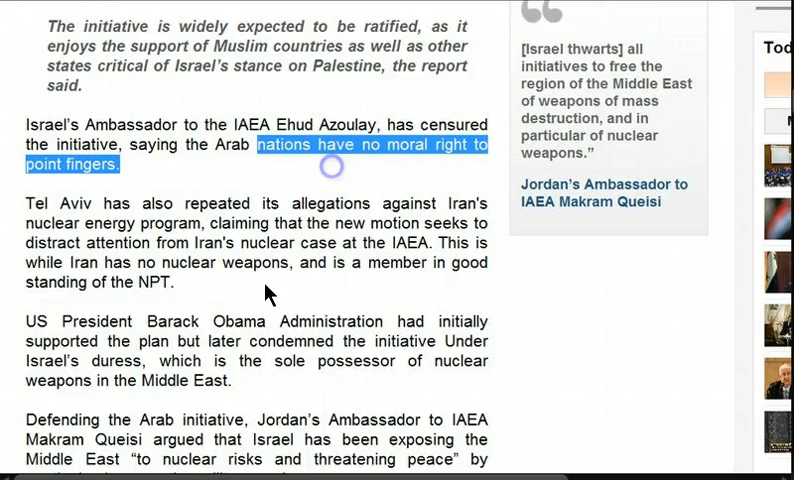 The initiative is widely expected to be ratified, as it
enjoys the support of Muslim countries as well as other
states critical of Israel's stance on Palestine, the report
said.
Israel's Ambassador to the IAEA Ehud Azoulay, has censured
the initiative, saying the Arab nations have no moral right to
point fingers.
Tel Aviv has also repeated its allegations against Iran's
nuclear energy program, claiming that the new motion seeks to
distract attention from Iran's nuclear case at the IAEA. This is
while Iran has no nuclear weapons, and is a member in good
standing of the NPT.
US President Barack Obama Administration had initially
supported the plan but later condemned the initiative Under
Israel's duress, which is the sole possessor of nuclear
weapons in the Middle East.
Defending the Arab initiative, Jordan's Ambassador to IAEA
Makram Queisi argued that Israel has been exposing the
Middle East “to nuclear risks and threatening peace” by
[Israel thwarts] all
initiatives to free the
region of the Middle East
of weapons of mass
destruction, and in
particular of nuclear
weapons.”
Jordan's Ambassador to
IAEA Makram Queisi